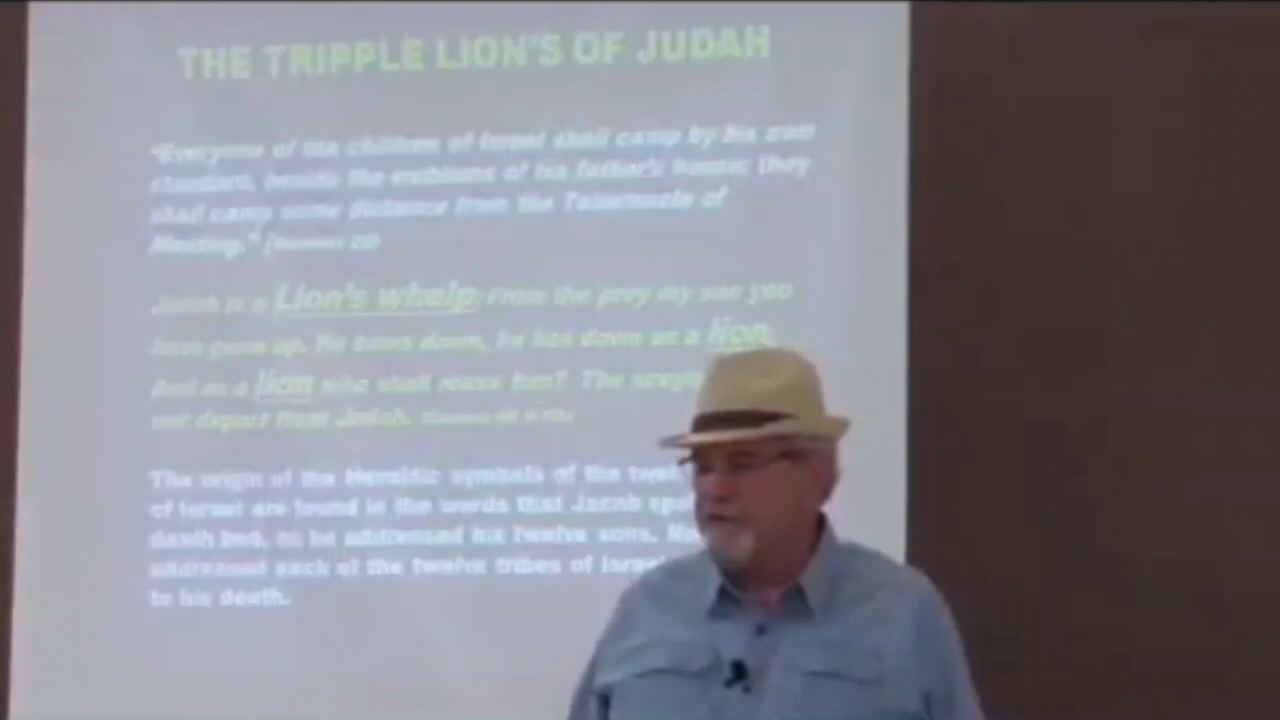 THE TRIPPLE LION'S OF JUDAH
"Everyone of the children of Israel shall camp by his own
standard, beside the emblems of his father's house; they
shall camp some distance from the Tabernacle of
Meeting."
Judah is a Lion's whelp; From the prey my son you
have gone up. He bows down, he lies down as a lion
And as a lion who shall rouse him? The
not depart from Judah.
The origin of the Heraldic symbols of the
of Israel are found in the words that Jacob
death bed, as he addressed his twelve sons.
addressed each of the twelve tribes of
to his death.